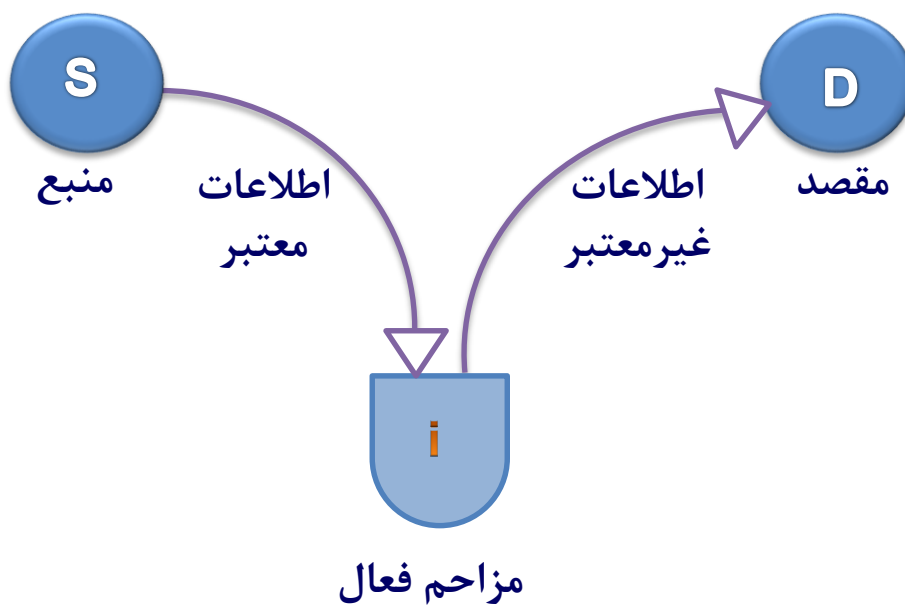 S
D
منبع
اطلاعات
معتبر
اطلاعات
غیرمعتبر
مقصد
i
مزاحم فعال